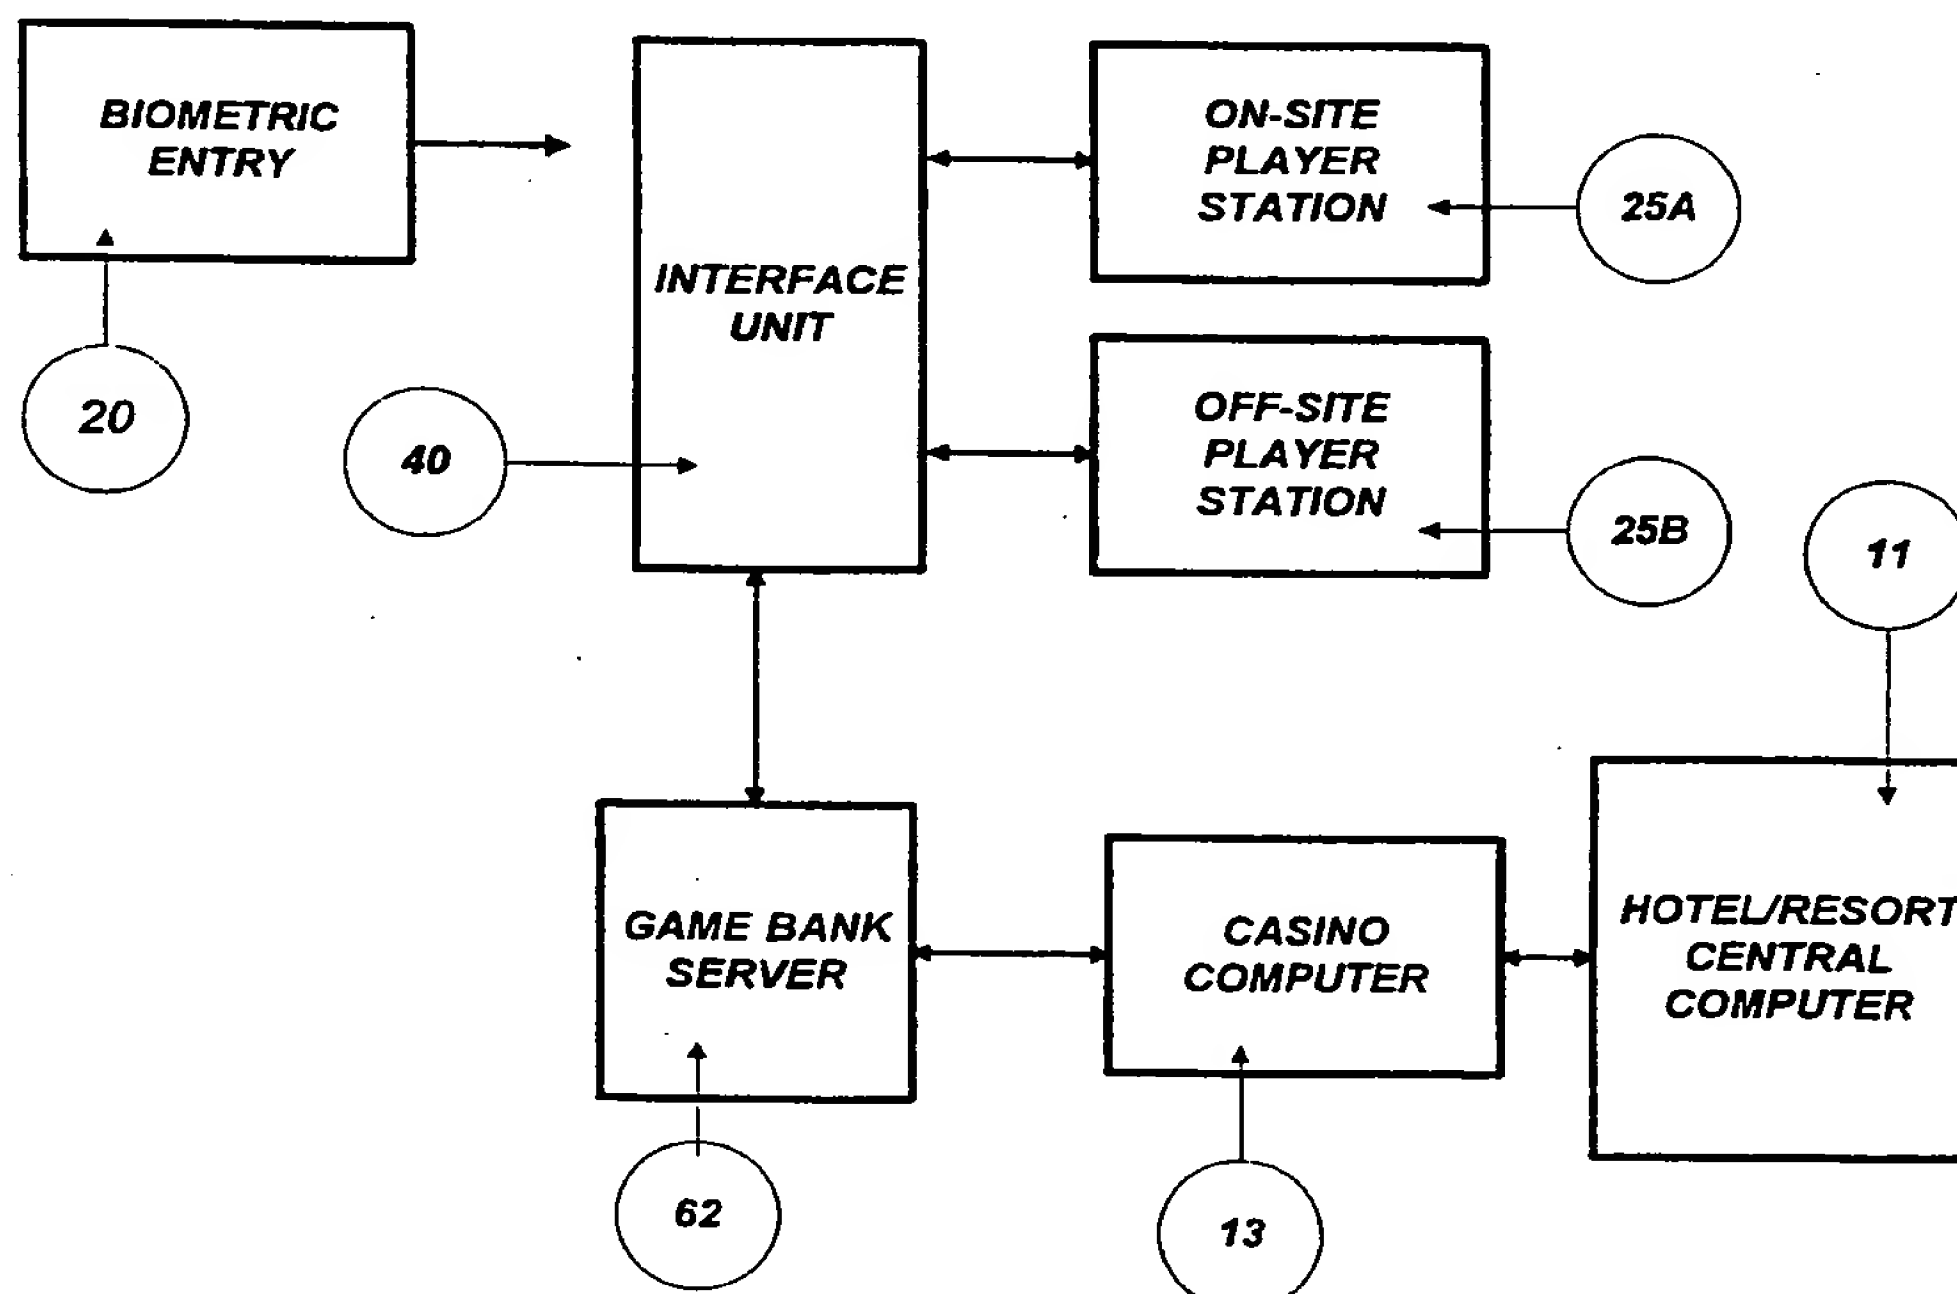 BIOMETRIC
ENTRY
20
40
INTERFACE
UNIT
ON-SITE
PLAYER
STATION
25A
OFF-SITE
PLAYER
STATION
25B
11
GAME BANK
SERVER
62
CASINO
COMPUTER
13
HOTEL/RESORT
CENTRAL
COMPUTER